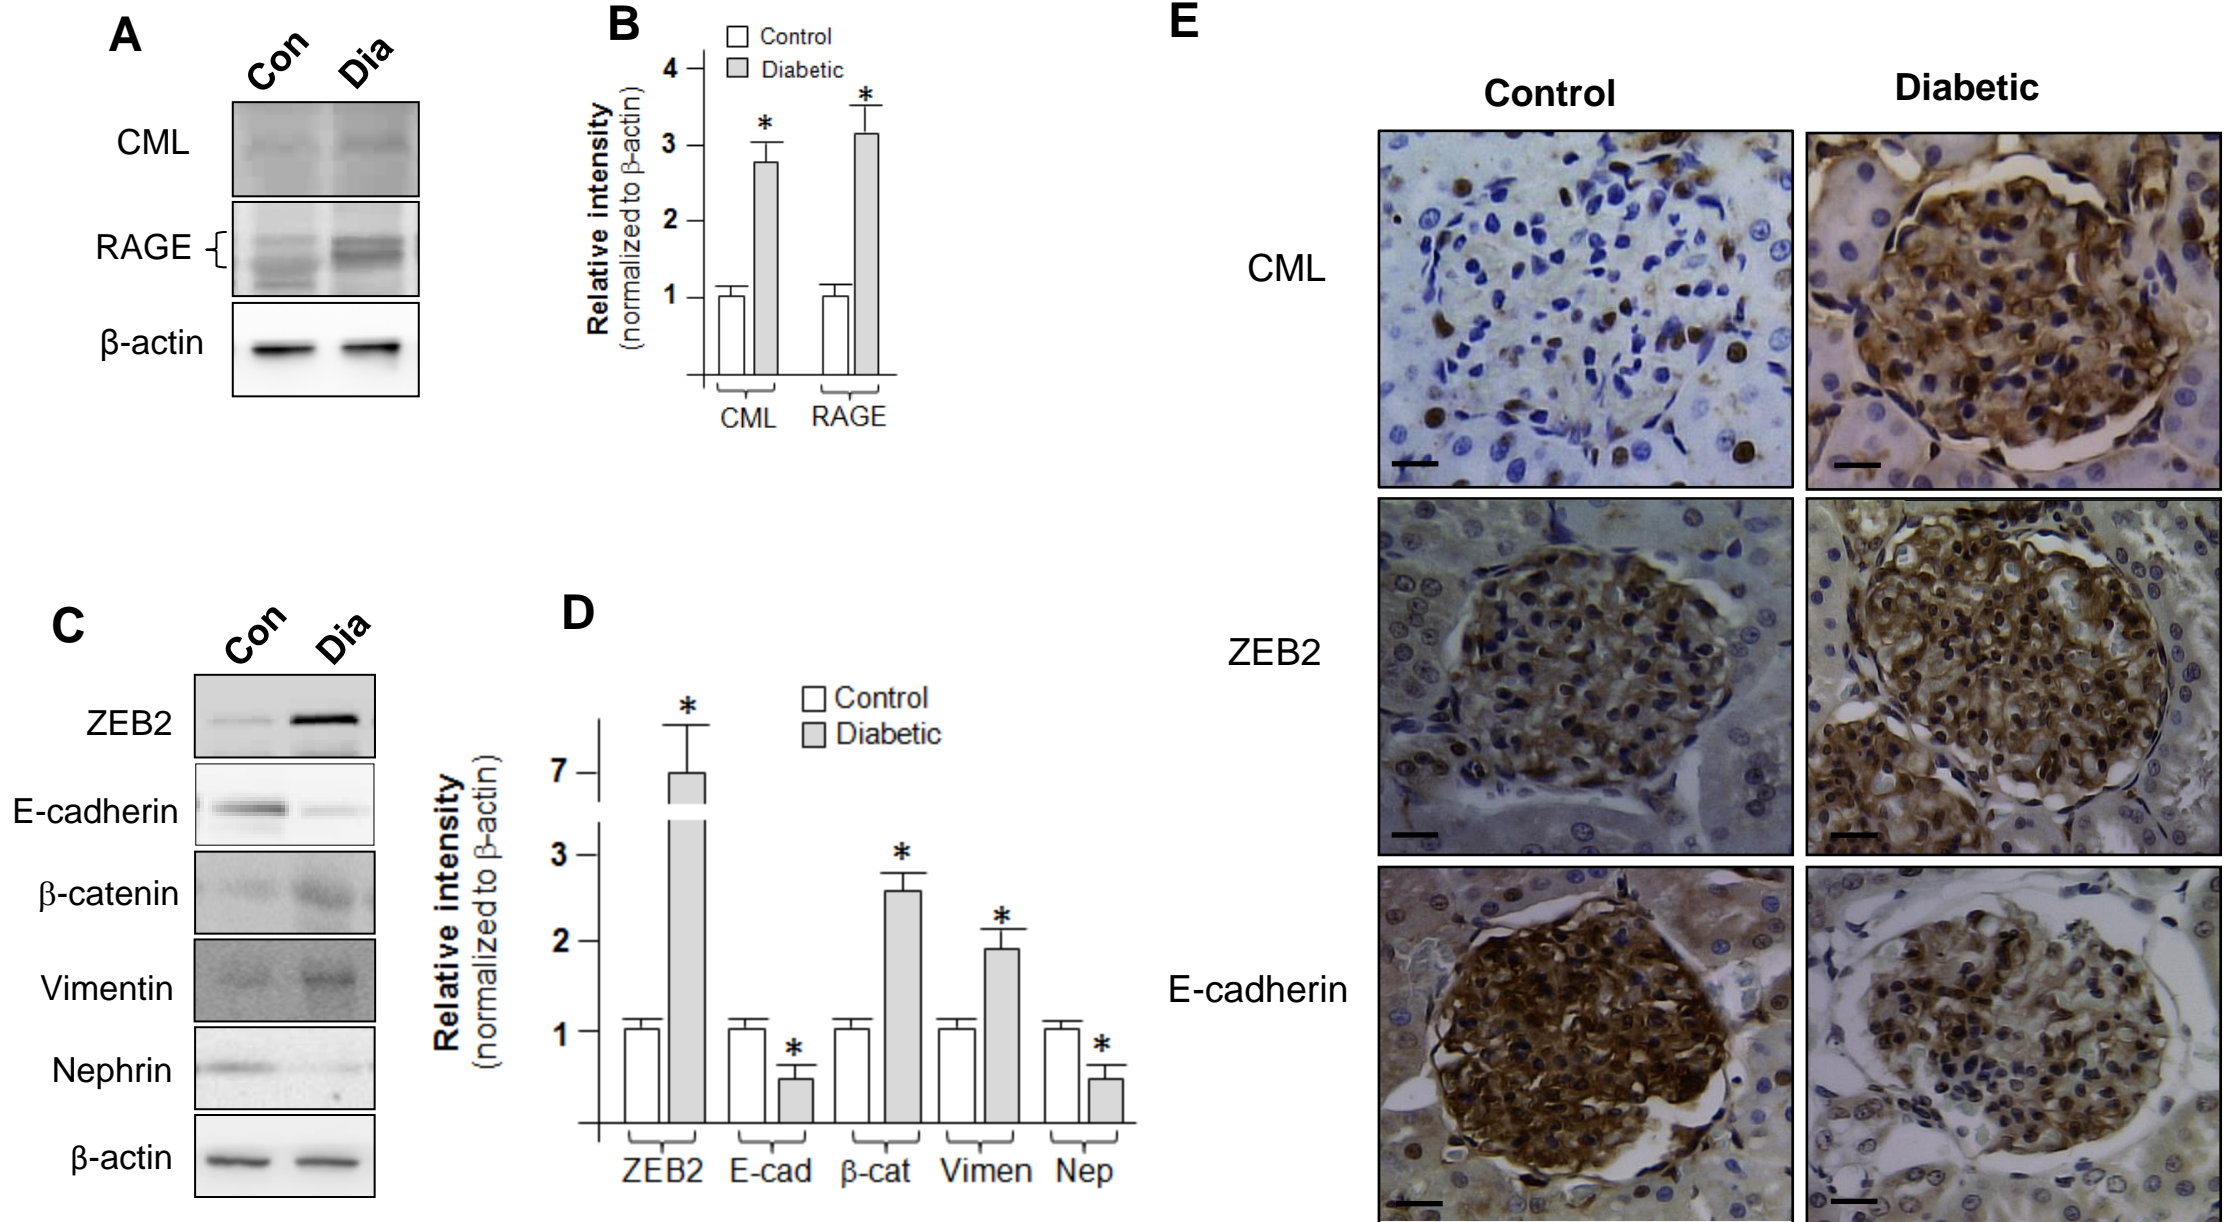 A
Con
Dia
CML
RAGE
β-actin
B
Control
Diabetic
Relative intensity
(normalized to β-actin)
4
3
2
1
*
*
CML
RAGE
C
Con
Dia
ZEB2
E-cadherin
β-catenin
Vimentin
Nephrin
β-actin
D
Control
Diabetic
Relative intensity
(normalized to β-actin)
7
3
2
1
*
*
*
*
*
ZEB2
E-cad
β-cat
Vimen
Nep
E
Control
Diabetic
CML
ZEB2
E-cadherin